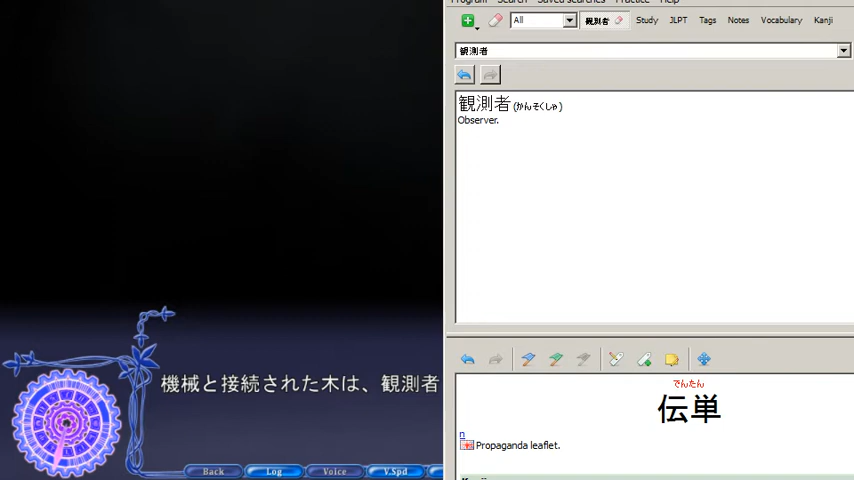 Program Search Saved searches Practice Help
All 観測者 Study JLPT Tags Notes Vocabulary Kanji
観測者
観測者 (かんそくしゃ)
Observer.
機械と接続された木は、観測者
でんたん
伝単
n
Propaganda leaflet.
Back Log Voice V.Spd